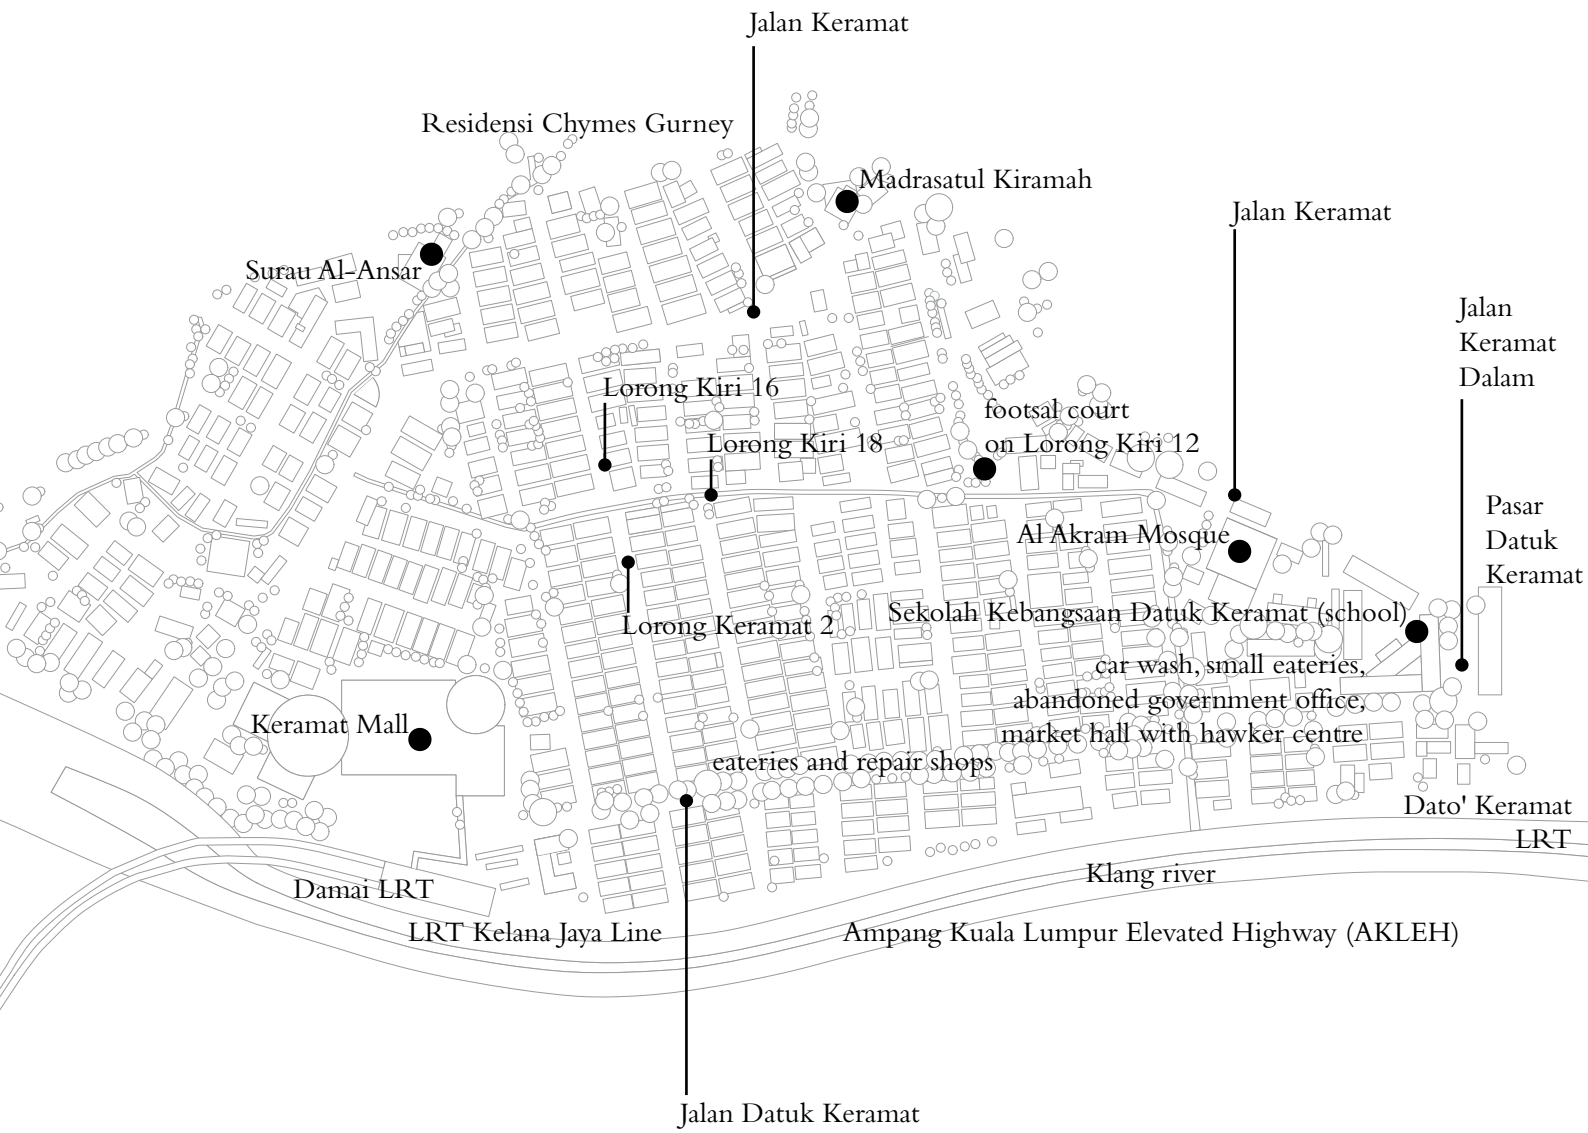 Jalan Keramat
Residensi Chymes Gurney
Madrasatul Kiramah
Jalan Keramat
Surau Al-Ansar
Jalan
Keramat
Dalam
Lorong Kiri 16
footsal court
on Lorong Kiri 12
Lorong Kiri 18
Pasar
Datuk
Keramat
Al Akram Mosque
Sekolah Kebangsaan Datuk Keramat (school)
Lorong Keramat 2
car wash, small eateries,
abandoned government office,
market hall with hawker centre
Keramat Mall
eateries and repair shops
Dato' Keramat
LRT
Klang river
Damai LRT
LRT Kelana Jaya Line
Ampang Kuala Lumpur Elevated Highway (AKLEH)
Jalan Datuk Keramat